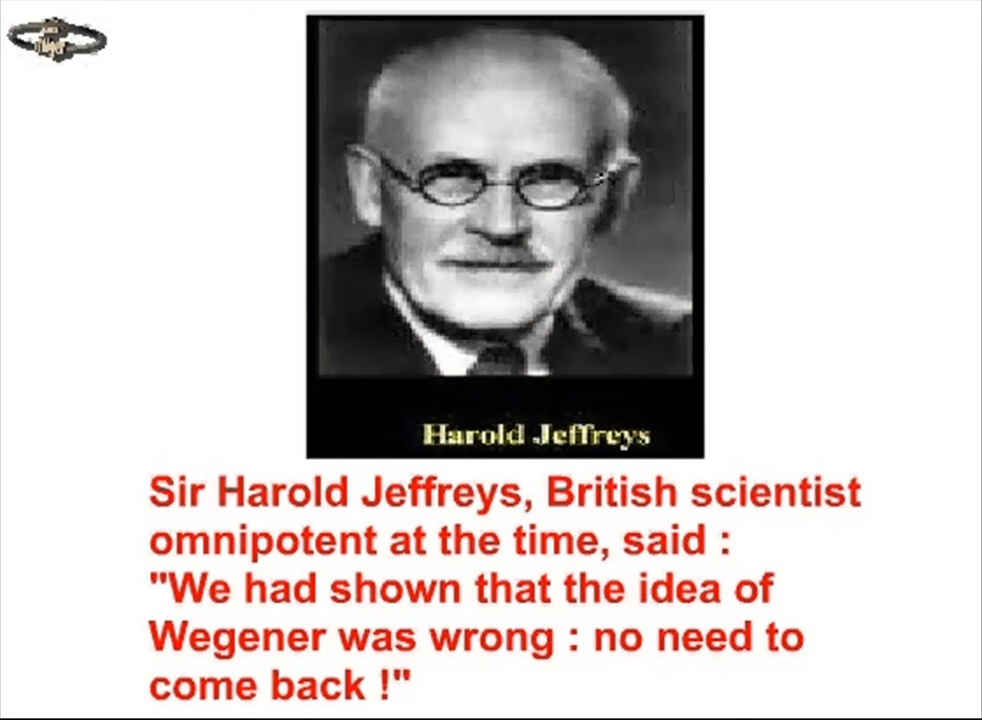 Harold Jeffreys
Sir Harold Jeffreys, British scientist
omnipotent at the time, said :
"We had shown that the idea of
Wegener was wrong : no need to
come back !"